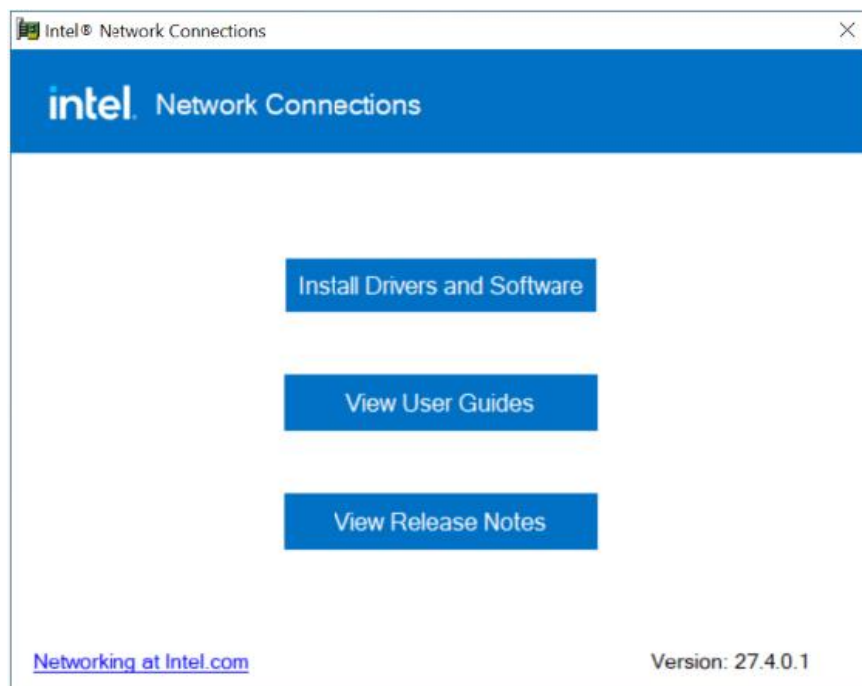 Intel® Network Connections
intel. Network Connections
Install Drivers and Software
View User Guides
View Release Notes
Networking at Intel.com
Version: 27.4.0.1